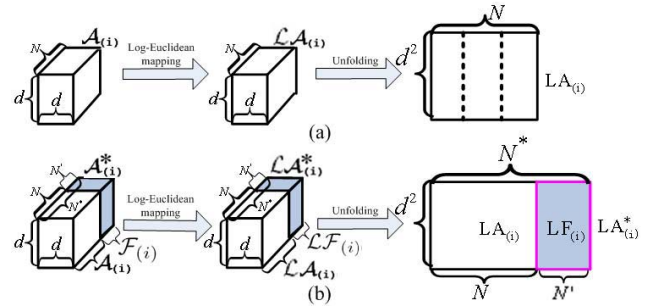 N 𝒜₍ᵢ₎ Log-Euclidean mapping ℒ𝒜₍ᵢ₎ Unfolding N
d d d d d² LA₍ᵢ₎
(a)
N' N N* 𝒜*₍ᵢ₎ Log-Euclidean mapping N' N N* ℒ𝒜*₍ᵢ₎ Unfolding N*
d d ℱ₍ᵢ₎ 𝒜₍ᵢ₎ d d ℒℱ₍ᵢ₎ ℒ𝒜₍ᵢ₎ d² LA₍ᵢ₎ LF₍ᵢ₎ LA*₍ᵢ₎
N N'
(b)